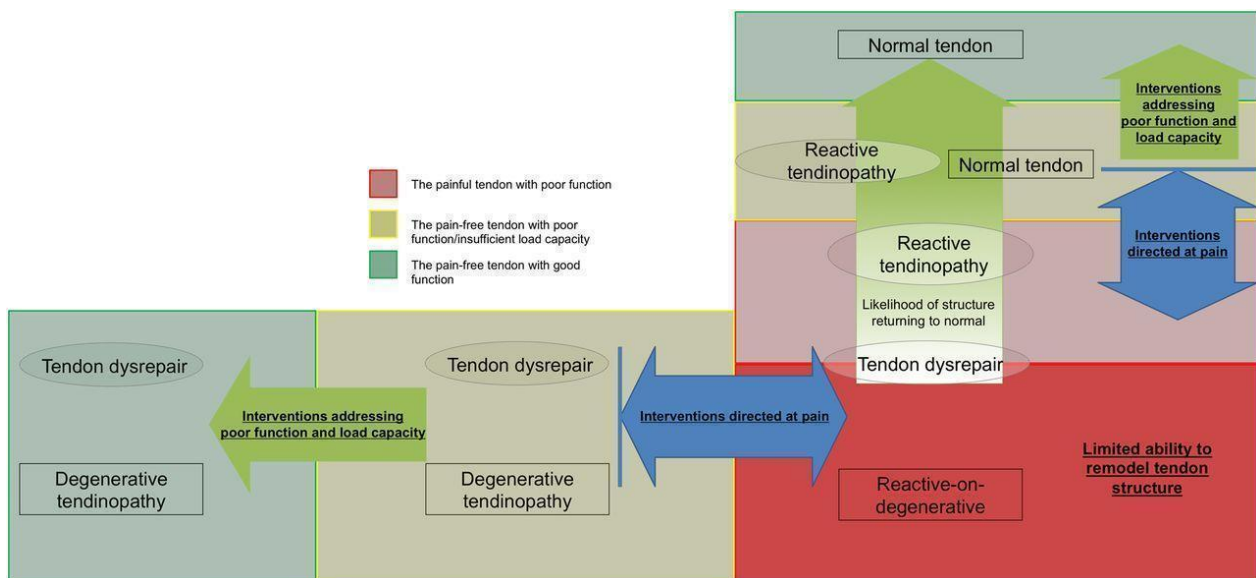 Normal tendon
Interventions
addressing
poor function and
load capacity
Reactive
tendinopathy
Normal tendon
The painful tendon with poor function
The pain-free tendon with poor
function/insufficient load capacity
The pain-free tendon with good
function
Reactive
tendinopathy
Interventions
directed at pain
Likelihood of structure
returning to normal
Tendon dysrepair
Tendon dysrepair
Tendon dysrepair
Interventions addressing
poor function and load capacity
Interventions directed at pain
Degenerative
tendinopathy
Degenerative
tendinopathy
Reactive-on-
degenerative
Limited ability to
remodel tendon
structure